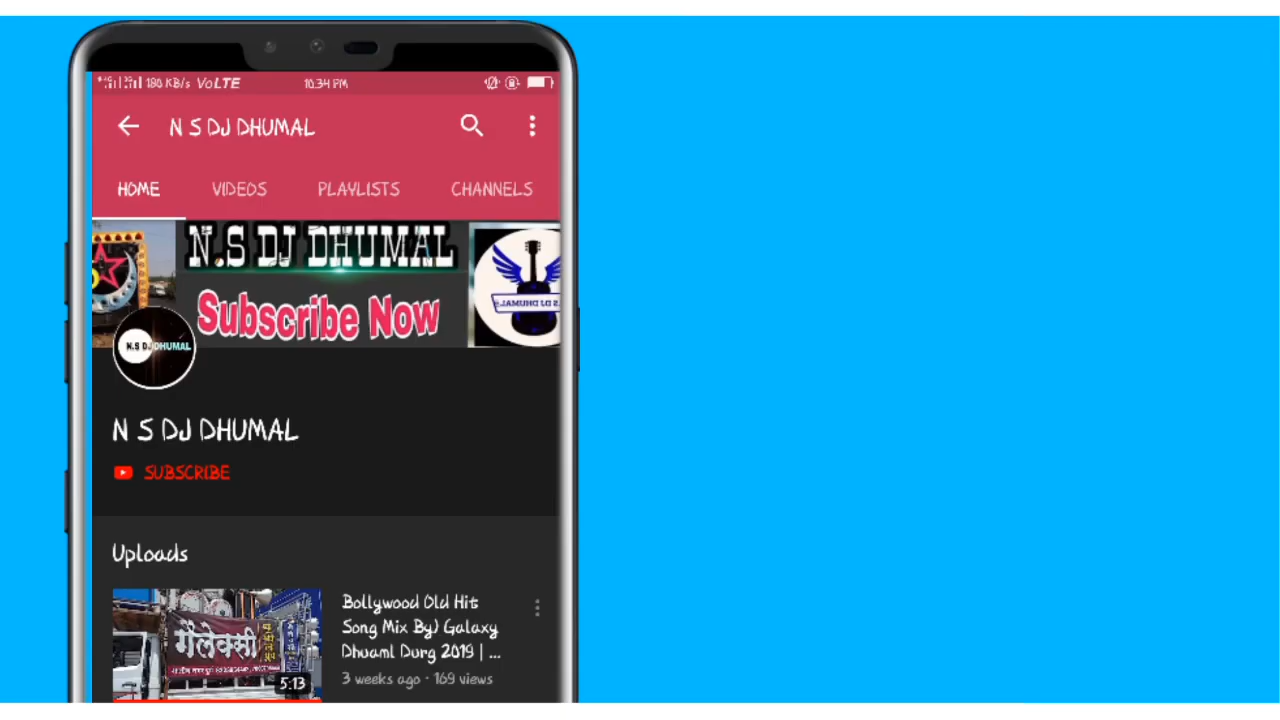 180 KB/s VoLTE 10.34 PM
N S DJ DHUMAL
HOME VIDEOS PLAYLISTS CHANNELS
N.S DJ DHUMAL
Subscribe Now
N.S DJ DHUMAL
N S DJ DHUMAL
SUBSCRIBE
Uploads
गैलेक्सी
5:13
Bollywood Old Hit
Song Mix By) Galaxy
Dhuaml Durg 2019 | ...
3 weeks ago · 169 views